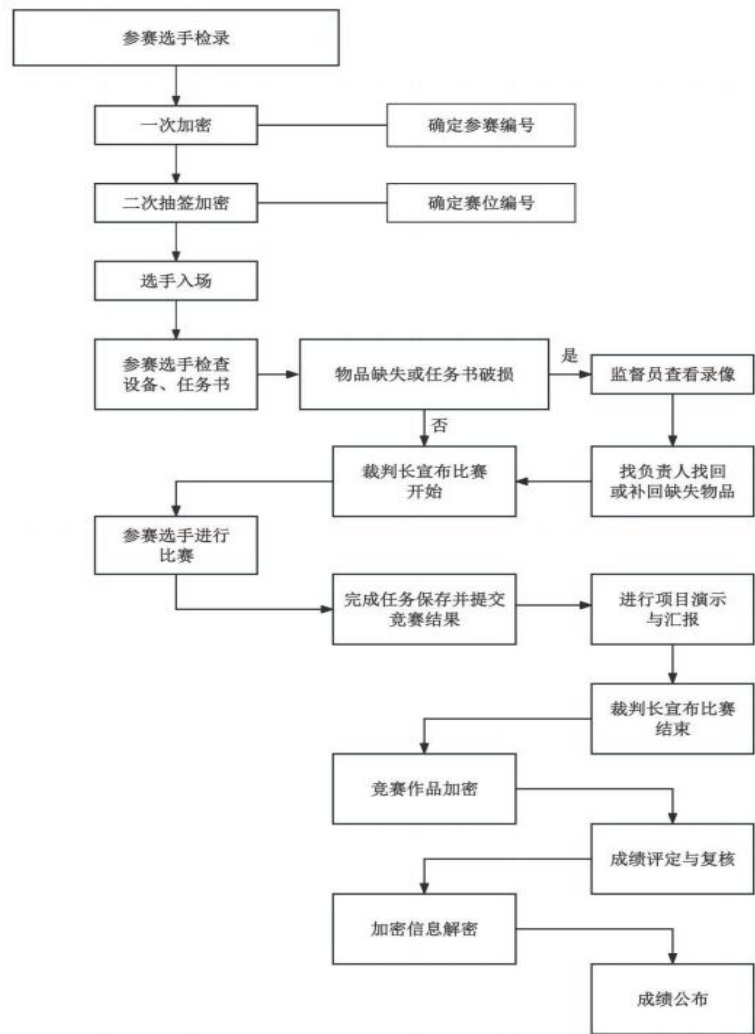 参赛选手检录
一次加密
确定参赛编号
二次抽签加密
确定赛位编号
选手入场
参赛选手检查
设备、任务书
物品缺失或任务书破损
是
监督员查看录像
否
裁判长宣布比赛
开始
找负责人找回
或补回缺失物品
参赛选手进行
比赛
完成任务保存并提交
竞赛结果
进行项目演示
与汇报
裁判长宣布比赛
结束
竞赛作品加密
成绩评定与复核
加密信息解密
成绩公布